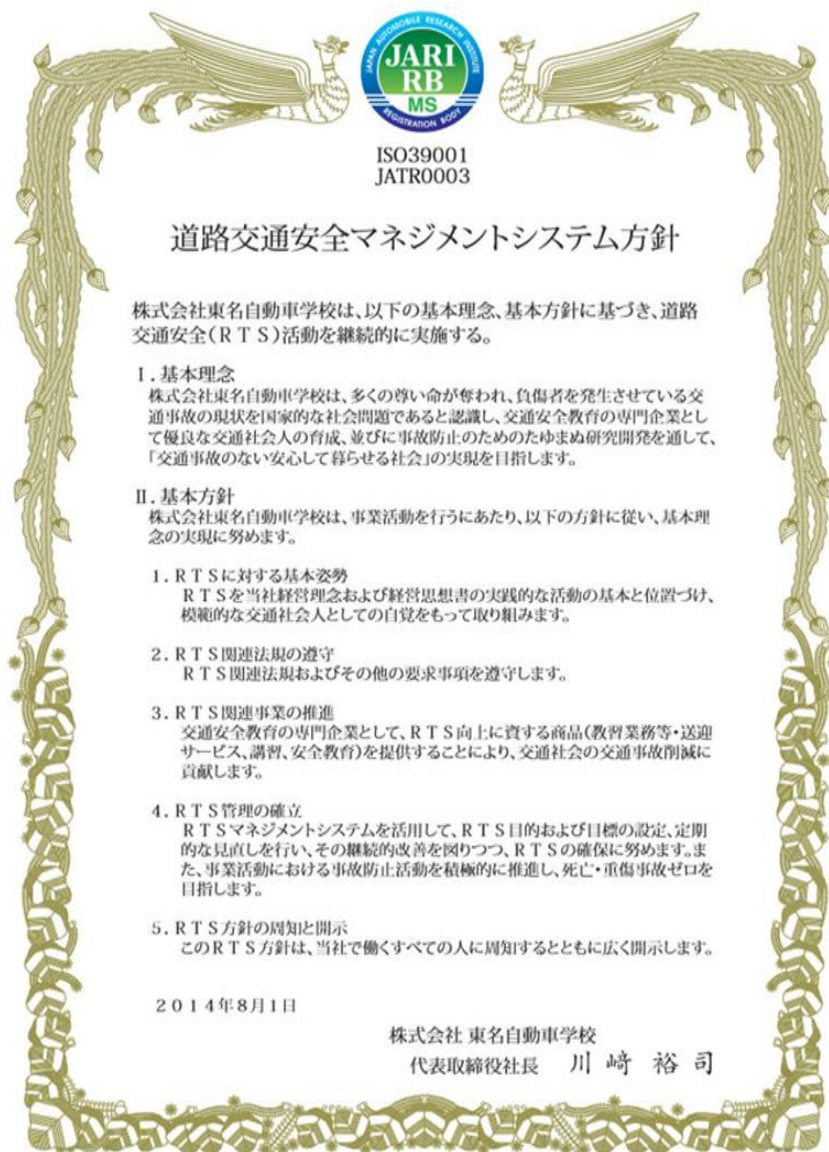 JAPAN AUTOMOBILE RESEARCH INSTITUTE
JARI
RB
MS
REGISTRATION BODY
ISO39001
JATR0003
道路交通安全マネジメントシステム方針
株式会社東名自動車学校は、以下の基本理念、基本方針に基づき、道路
交通安全(ＲＴＳ)活動を継続的に実施する。
Ⅰ.基本理念
株式会社東名自動車学校は、多くの尊い命が奪われ、負傷者を発生させている交
通事故の現状を国家的な社会問題であると認識し、交通安全教育の専門企業とし
て優良な交通社会人の育成、並びに事故防止のためのたゆまぬ研究開発を通して、
「交通事故のない安心して暮らせる社会」の実現を目指します。
Ⅱ.基本方針
株式会社東名自動車学校は、事業活動を行うにあたり、以下の方針に従い、基本理
念の実現に努めます。
1.ＲＴＳに対する基本姿勢
ＲＴＳを当社経営理念および経営思想書の実践的な活動の基本と位置づけ、
模範的な交通社会人としての自覚をもって取り組みます。
2.ＲＴＳ関連法規の遵守
ＲＴＳ関連法規およびその他の要求事項を遵守します。
3.ＲＴＳ関連事業の推進
交通安全教育の専門企業として、ＲＴＳ向上に資する商品(教習業務等・送迎
サービス、講習、安全教育)を提供することにより、交通社会の交通事故削減に
貢献します。
4.ＲＴＳ管理の確立
ＲＴＳマネジメントシステムを活用して、ＲＴＳ目的および目標の設定、定期
的な見直しを行い、その継続的改善を図りつつ、ＲＴＳの確保に努めます。ま
た、事業活動における事故防止活動を積極的に推進し、死亡・重傷事故ゼロを
目指します。
5.ＲＴＳ方針の周知と開示
このＲＴＳ方針は、当社で働くすべての人に周知するとともに広く開示します。
２０１４年８月１日
株式会社 東名自動車学校
代表取締役社長 川﨑 裕司